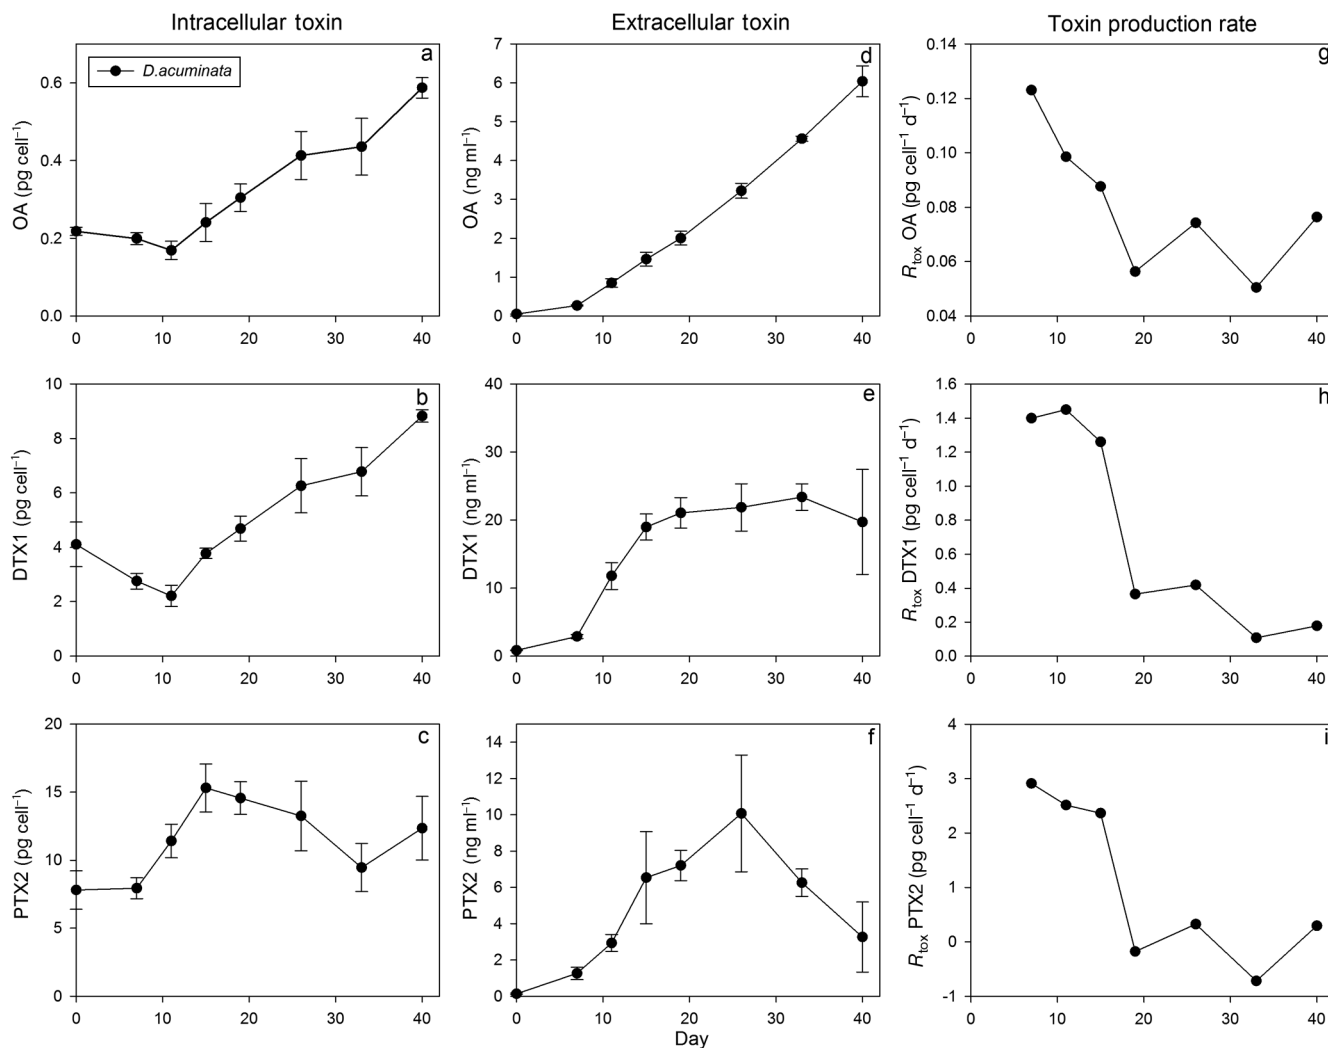 Intracellular toxin
Extracellular toxin
Toxin production rate
a
D.acuminata
OA (pg cell⁻¹)
0.6
0.4
0.2
0.0
0 10 20 30 40
d
OA (ng ml⁻¹)
7
6
5
4
3
2
1
0
0 10 20 30 40
g
Rtox OA (pg cell⁻¹ d⁻¹)
0.14
0.12
0.10
0.08
0.06
0.04
0 10 20 30 40
b
DTX1 (pg cell⁻¹)
10
8
6
4
2
0
0 10 20 30 40
e
DTX1 (ng ml⁻¹)
40
30
20
10
0
0 10 20 30 40
h
Rtox DTX1 (pg cell⁻¹ d⁻¹)
1.6
1.4
1.2
1.0
0.8
0.6
0.4
0.2
0.0
0 10 20 30 40
c
PTX2 (pg cell⁻¹)
20
15
10
5
0
0 10 20 30 40
f
PTX2 (ng ml⁻¹)
14
12
10
8
6
4
2
0
0 10 20 30 40
Day
i
Rtox PTX2 (pg cell⁻¹ d⁻¹)
4
3
2
1
0
-1
0 10 20 30 40